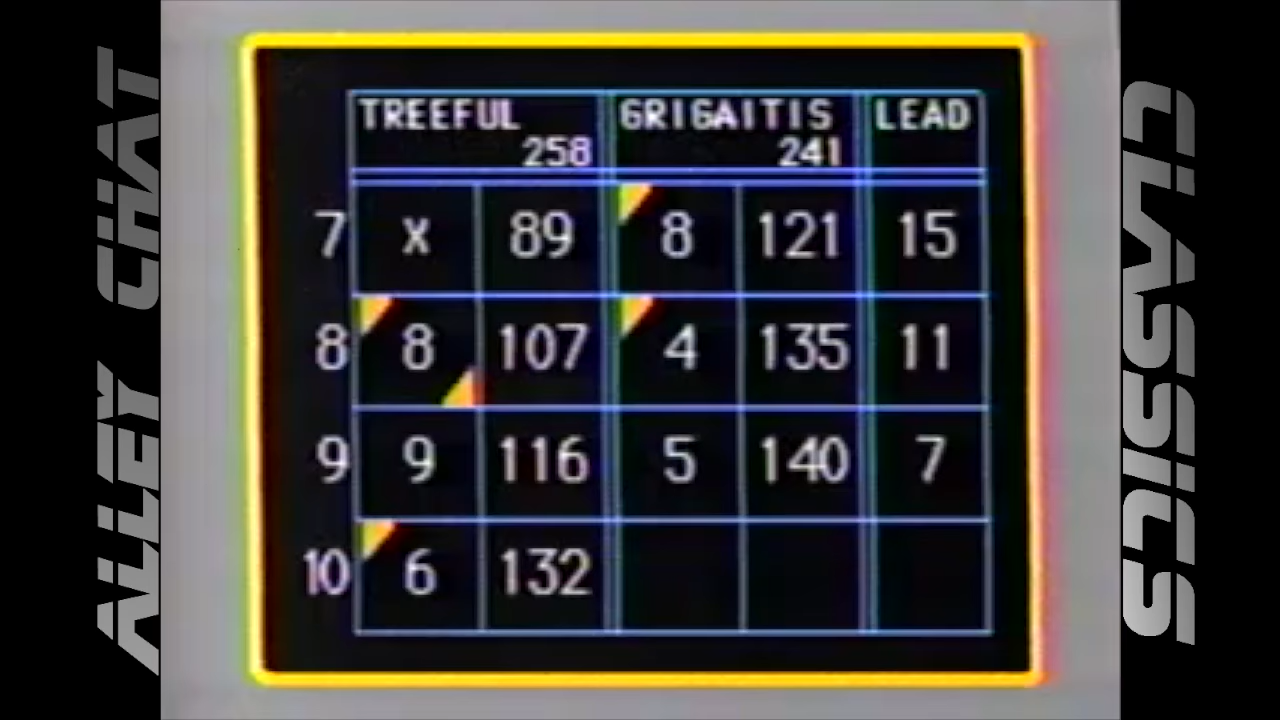 ALLEY CHAT
TREEFUL GRIGAITIS LEAD
258 241
7 x 89 8 121 15
8 8 107 4 135 11
9 9 116 5 140 7
10 6 132
CLASSICS